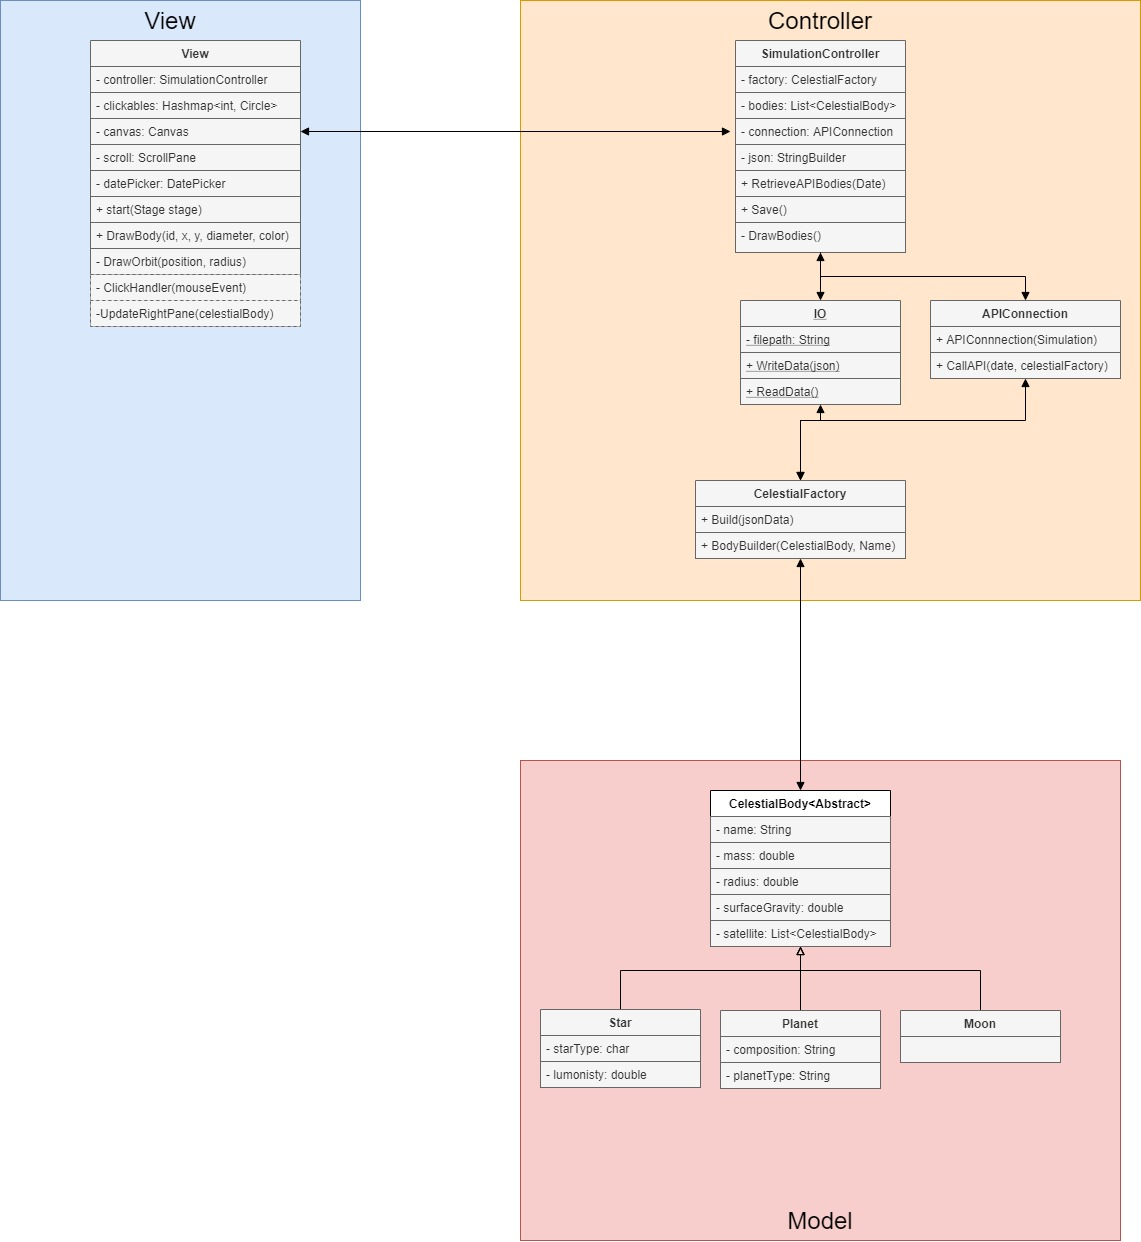 View
View
- controller: SimulationController
- clickables: Hashmap<int, Circle>
- canvas: Canvas
- scroll: ScrollPane
- datePicker: DatePicker
+ start(Stage stage)
+ DrawBody(id, x, y, diameter, color)
- DrawOrbit(position, radius)
- ClickHandler(mouseEvent)
-UpdateRightPane(celestialBody)
Controller
SimulationController
- factory: CelestialFactory
- bodies: List<CelestialBody>
- connection: APIConnection
- json: StringBuilder
+ RetrieveAPIBodies(Date)
+ Save()
- DrawBodies()
IO
- filepath: String
+ WriteData(json)
+ ReadData()
APIConnection
+ APIConnnection(Simulation)
+ CallAPI(date, celestialFactory)
CelestialFactory
+ Build(jsonData)
+ BodyBuilder(CelestialBody, Name)
CelestialBody<Abstract>
- name: String
- mass: double
- radius: double
- surfaceGravity: double
- satellite: List<CelestialBody>
Star
- starType: char
- lumonisty: double
Planet
- composition: String
- planetType: String
Moon
Model